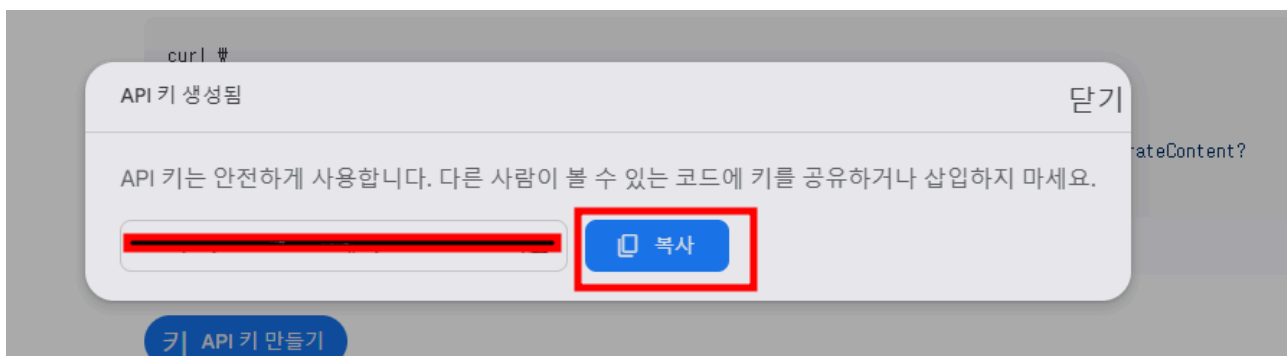 curl ₩
API 키 생성됨
닫기
rateContent?
API 키는 안전하게 사용합니다. 다른 사람이 볼 수 있는 코드에 키를 공유하거나 삽입하지 마세요.
복사
키 API 키 만들기